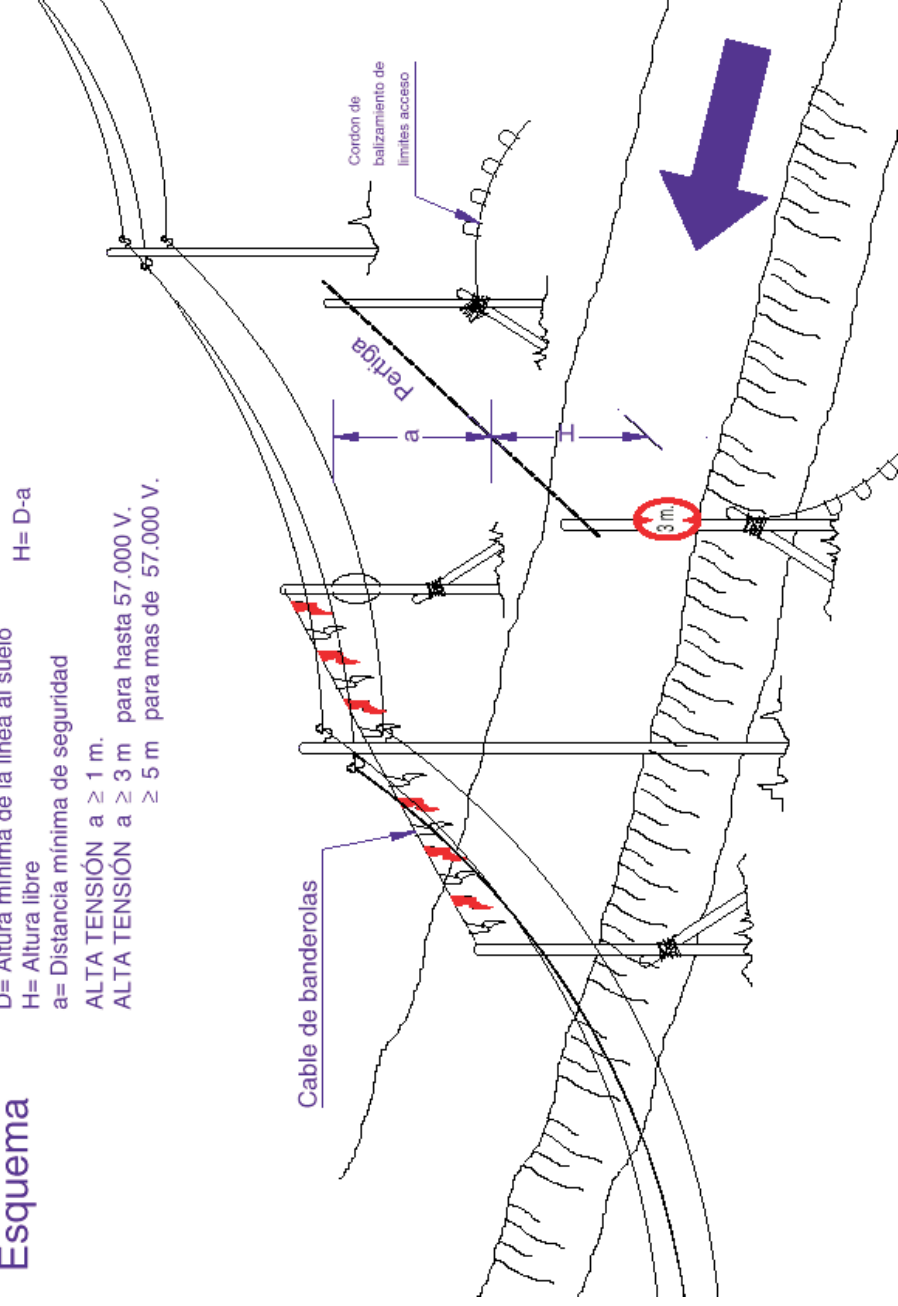 Esquema
D= Altura mínima de la línea al suelo
H= Altura libre H= D-a
a= Distancia mínima de seguridad
ALTA TENSIÓN a ≥ 1 m.
ALTA TENSIÓN a ≥ 3 m para hasta 57.000 V.
≥ 5 m para mas de 57.000 V.
Cable de banderolas
Cordon de
balizamiento de
limites acceso
Pertiga
a
H
3 m.